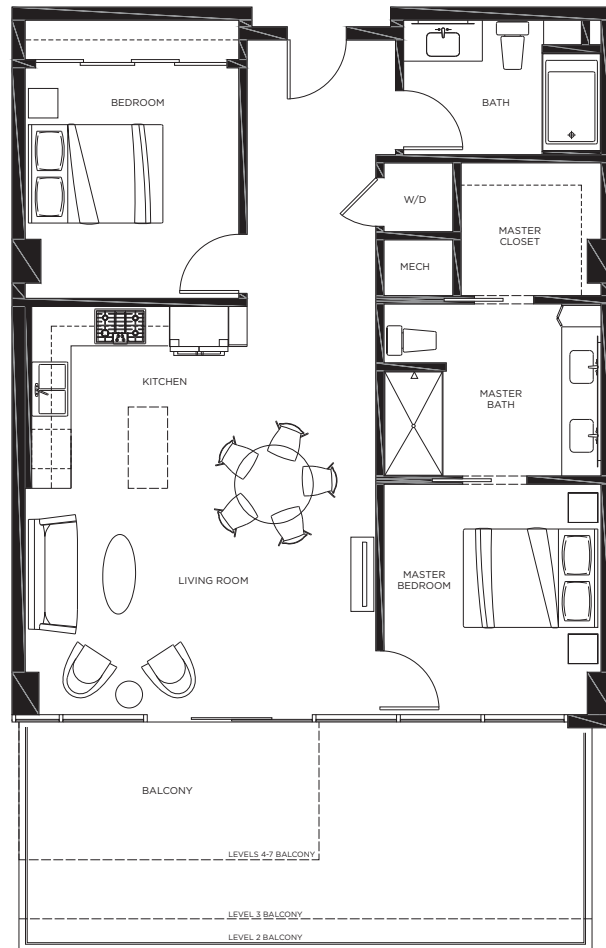 BEDROOM
BATH
W/D
MASTER
CLOSET
MECH
KITCHEN
MASTER
BATH
LIVING ROOM
MASTER
BEDROOM
BALCONY
LEVELS 4-7 BALCONY
LEVEL 3 BALCONY
LEVEL 2 BALCONY